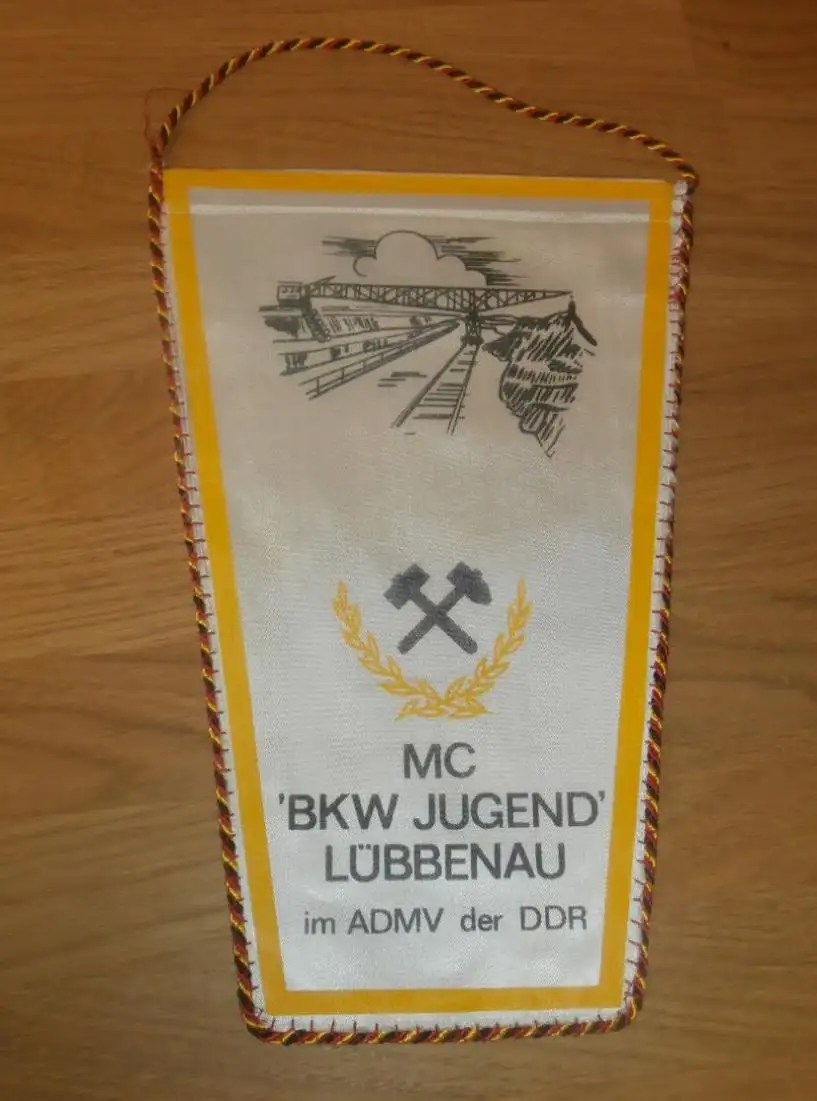 MC
'BKW JUGEND'
LÜBBENAU
im ADMV der DDR